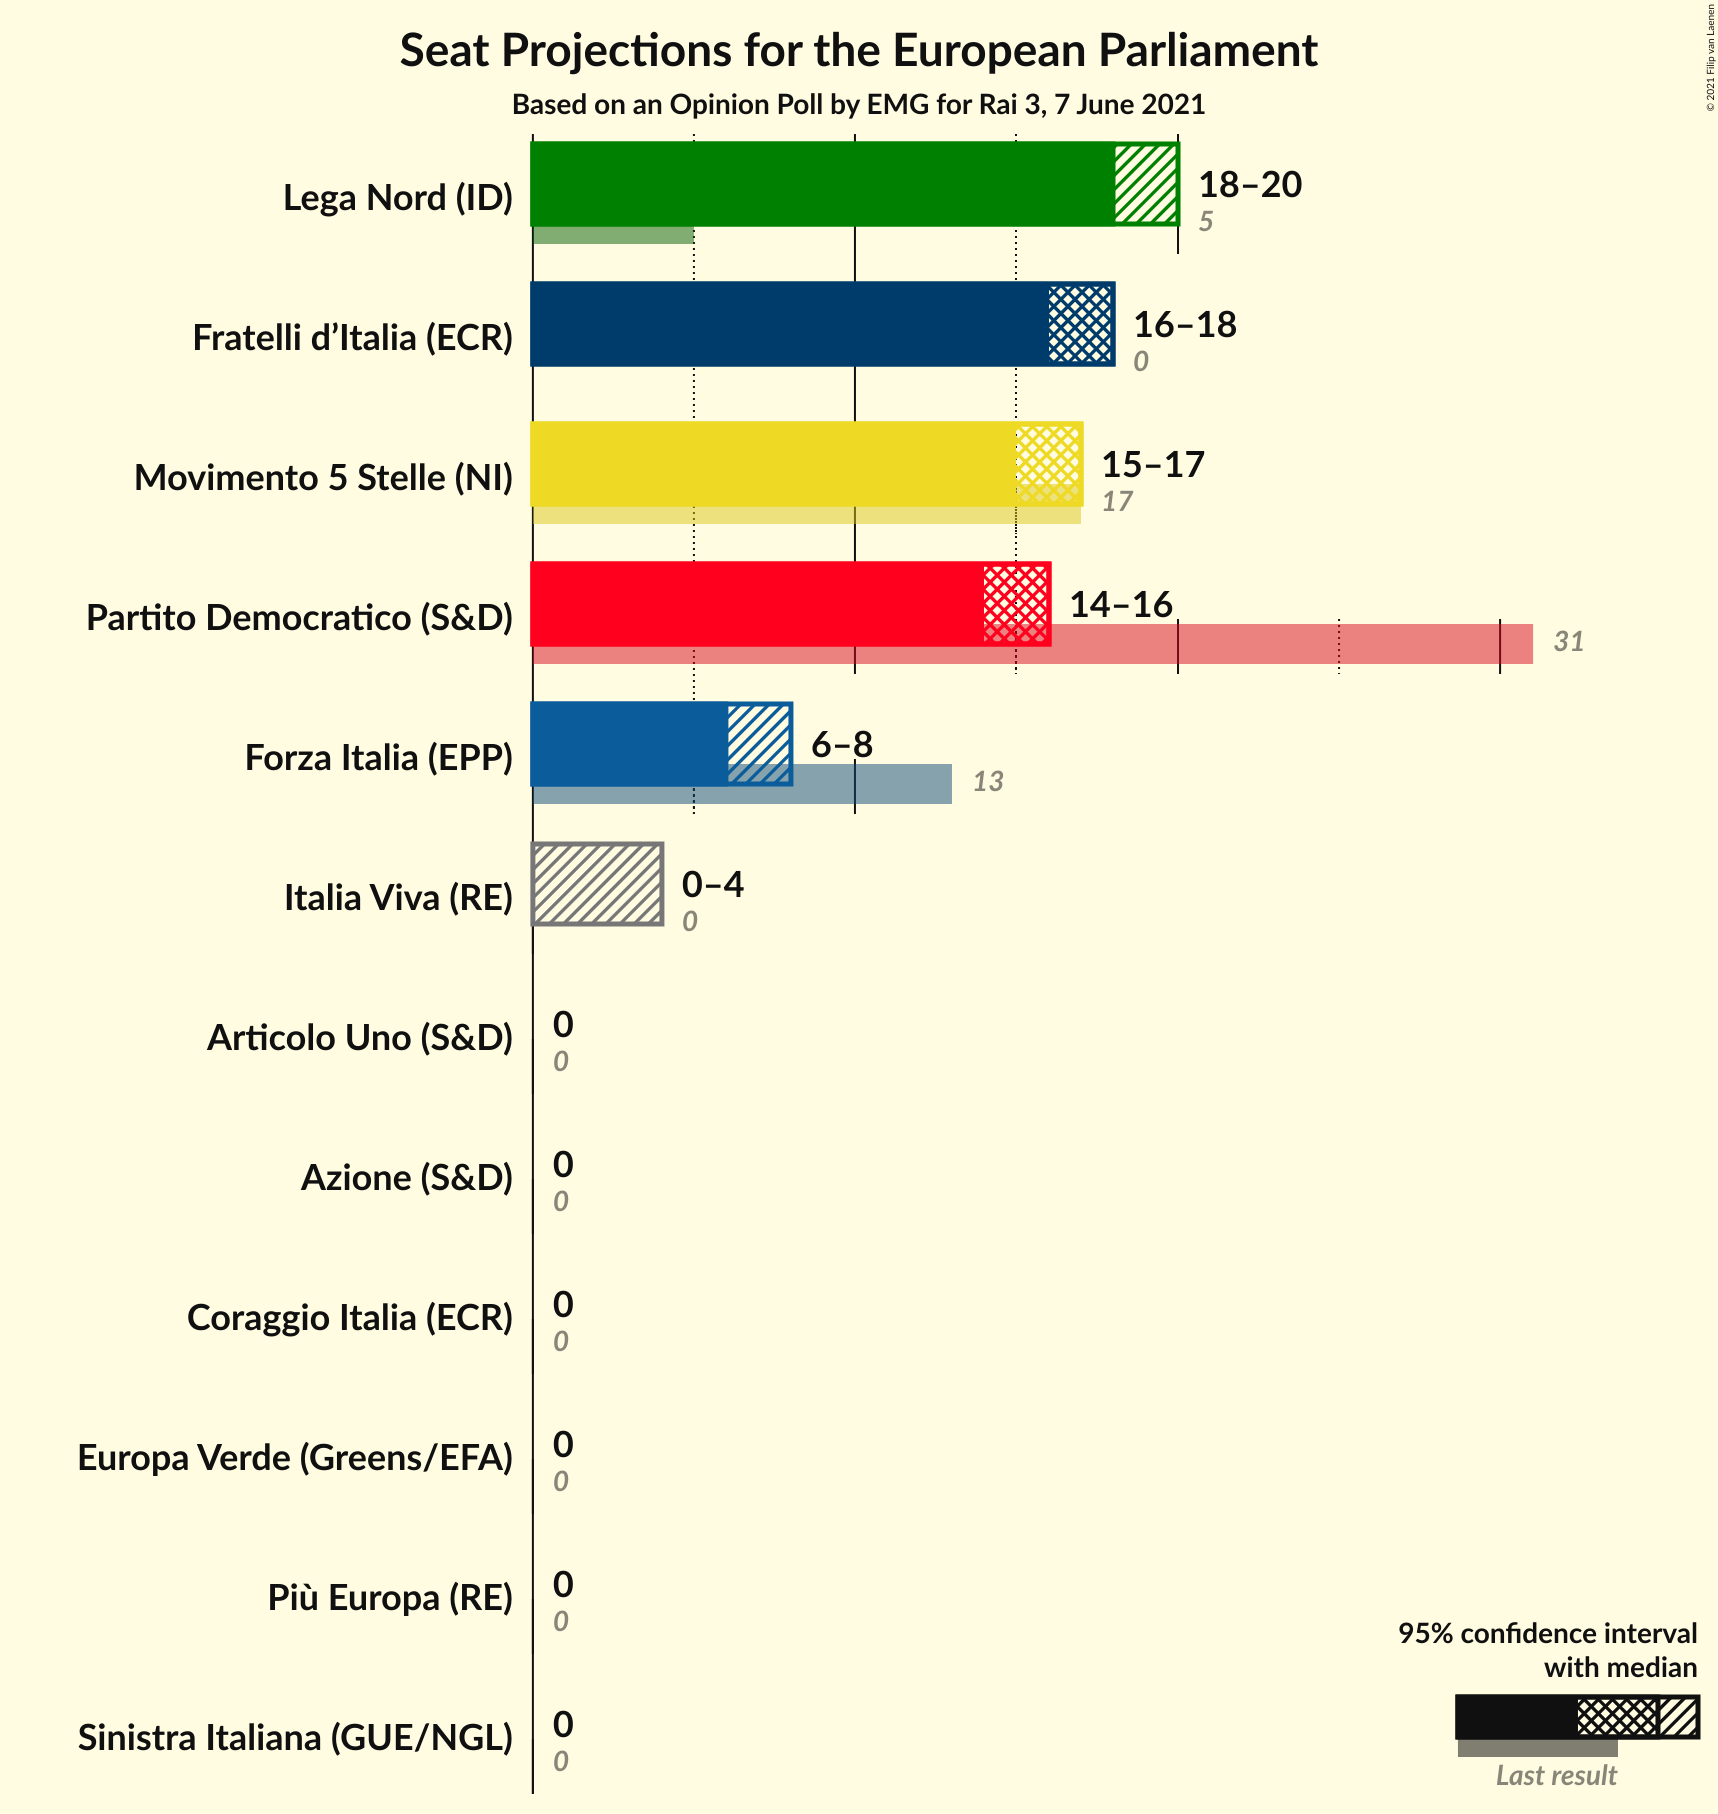 Seat Projections for the European Parliament
Based on an Opinion Poll by EMG for Rai 3, 7 June 2021
© 2021 Filip van Laenen
Lega Nord (ID)
18–20
5
Fratelli d’Italia (ECR)
16–18
0
Movimento 5 Stelle (NI)
15–17
17
Partito Democratico (S&D)
14–16
31
Forza Italia (EPP)
6–8
13
Italia Viva (RE)
0–4
0
Articolo Uno (S&D)
0
0
Azione (S&D)
0
0
Coraggio Italia (ECR)
0
0
Europa Verde (Greens/EFA)
0
0
Più Europa (RE)
0
0
Sinistra Italiana (GUE/NGL)
0
0
95% confidence interval
with median
Last result